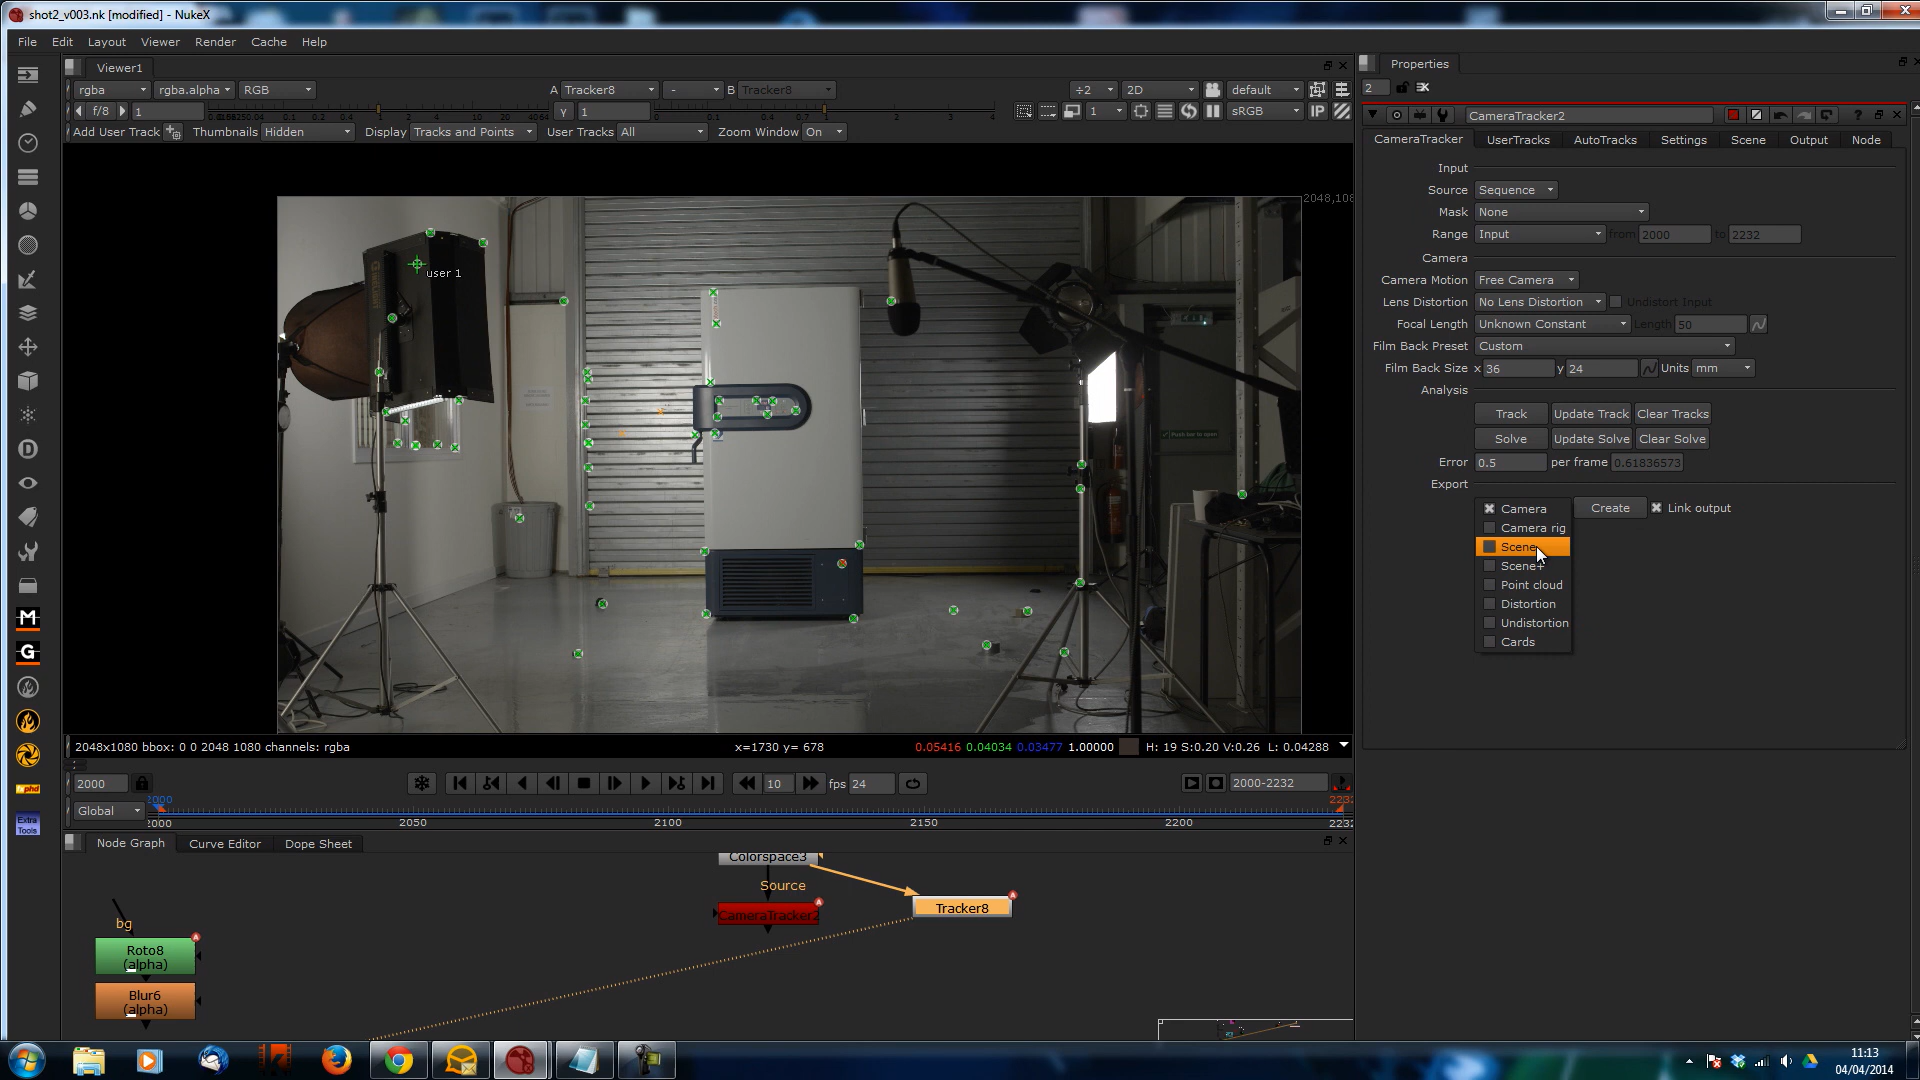 shot2_v003.nk [modified] - NukeX
File Edit Layout Viewer Render Cache Help
Viewer1
rgba rgba.alpha RGB A Tracker8 - B Tracker8 ÷2 2D default
f/8 1 Y 1 1 sRGB IP
Add User Track Thumbnails Hidden Display Tracks and Points User Tracks All Zoom Window On
2048,108
user 1
Push bar to open
2048x1080 bbox: 0 0 2048 1080 channels: rgba x=1730 y= 678 0.05416 0.04034 0.03477 1.00000 H: 19 S:0.20 V:0.26 L: 0.04288
2000 10 fps 24 2000-2232
Global 2000 2050 2100 2150 2200 2232
Node Graph Curve Editor Dope Sheet
Colorspace3
Source
CameraTracker2
Tracker8
bg
Roto8
(alpha)
Blur6
(alpha)
Properties
2
CameraTracker2
CameraTracker UserTracks AutoTracks Settings Scene Output Node
Input
Source Sequence
Mask None
Range Input from 2000 to 2232
Camera
Camera Motion Free Camera
Lens Distortion No Lens Distortion Undistort Input
Focal Length Unknown Constant Length 50
Film Back Preset Custom
Film Back Size x 36 y 24 Units mm
Analysis
Track Update Track Clear Tracks
Solve Update Solve Clear Solve
Error 0.5 per frame 0.61836573
Export
Camera Create Link output
Camera rig
Scene
Scene+
Point cloud
Distortion
Undistortion
Cards
M
G
D
Extra
Tools
11:13
04/04/2014